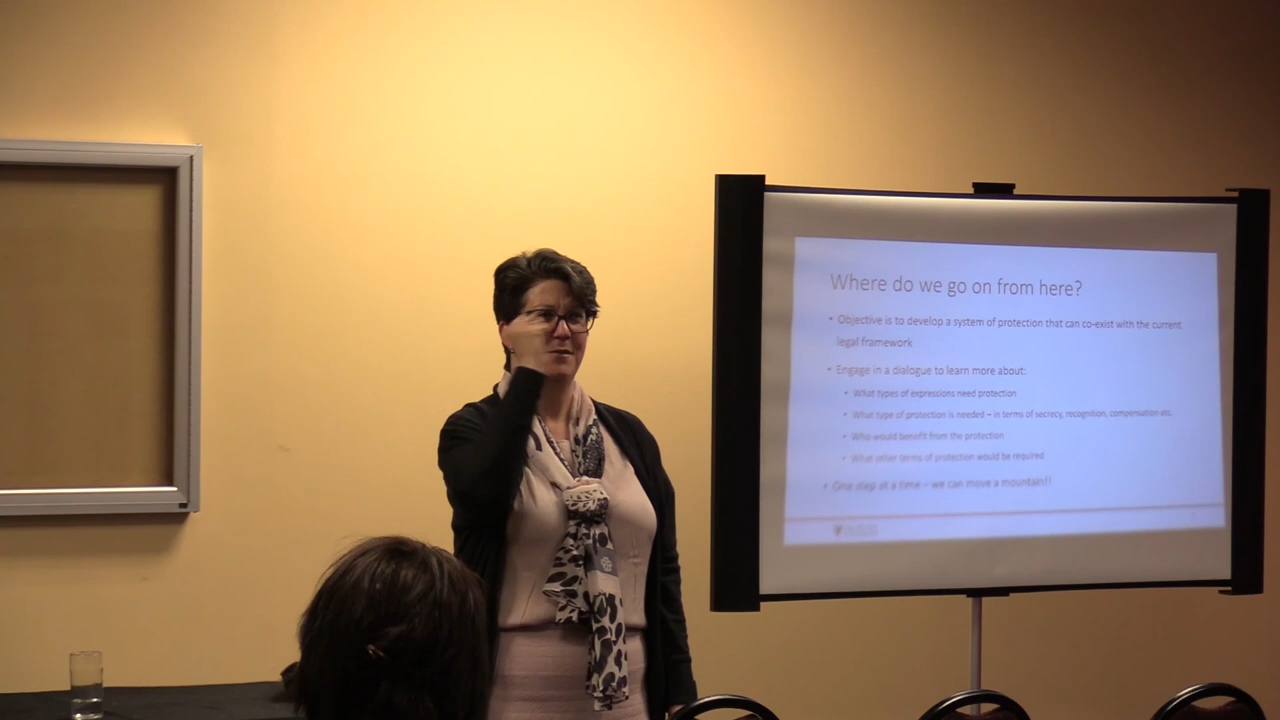 Where do we go on from here?
• Objective is to develop a system of protection that can co-exist with the current
legal framework
• Engage in a dialogue to learn more about:
• What types of expressions need protection
• What type of protection is needed – in terms of secrecy, recognition, compensation etc.
• Who would benefit from the protection
• What other terms of protection would be required
• One step at a time – we can move a mountain!!